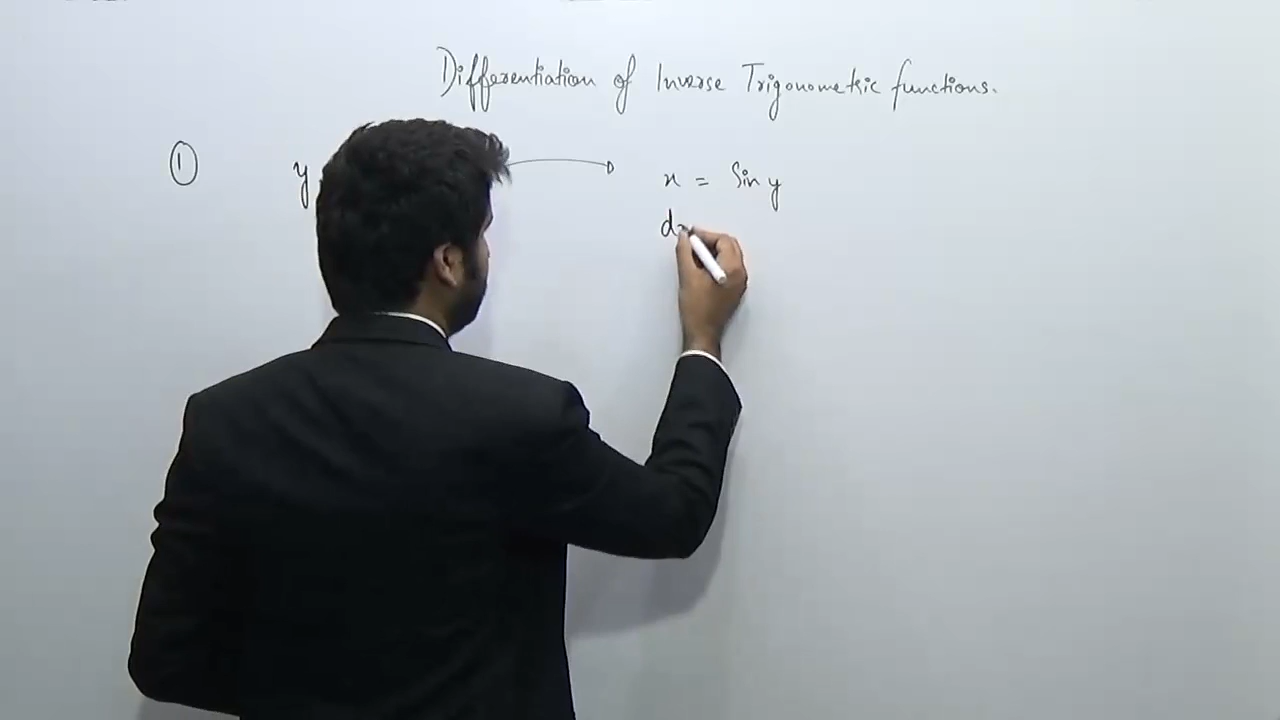 Differentiation of Inverse Trigonometric functions.
① y x = Sin y
d